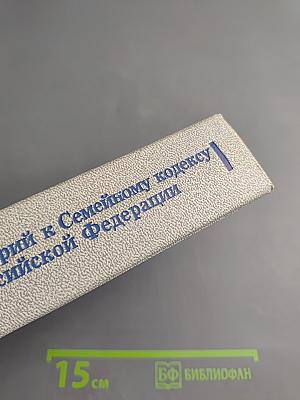 рий к Семейному кодексу
сийской Федерации
15 см
БФ БИБЛИОФАН